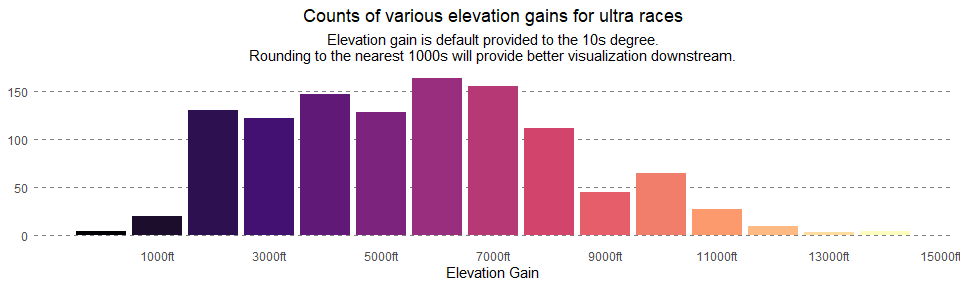 Counts of various elevation gains for ultra races
Elevation gain is default provided to the 10s degree.
Rounding to the nearest 1000s will provide better visualization downstream.
150
100
50
0
1000ft 3000ft 5000ft 7000ft 9000ft 11000ft 13000ft 15000ft
Elevation Gain